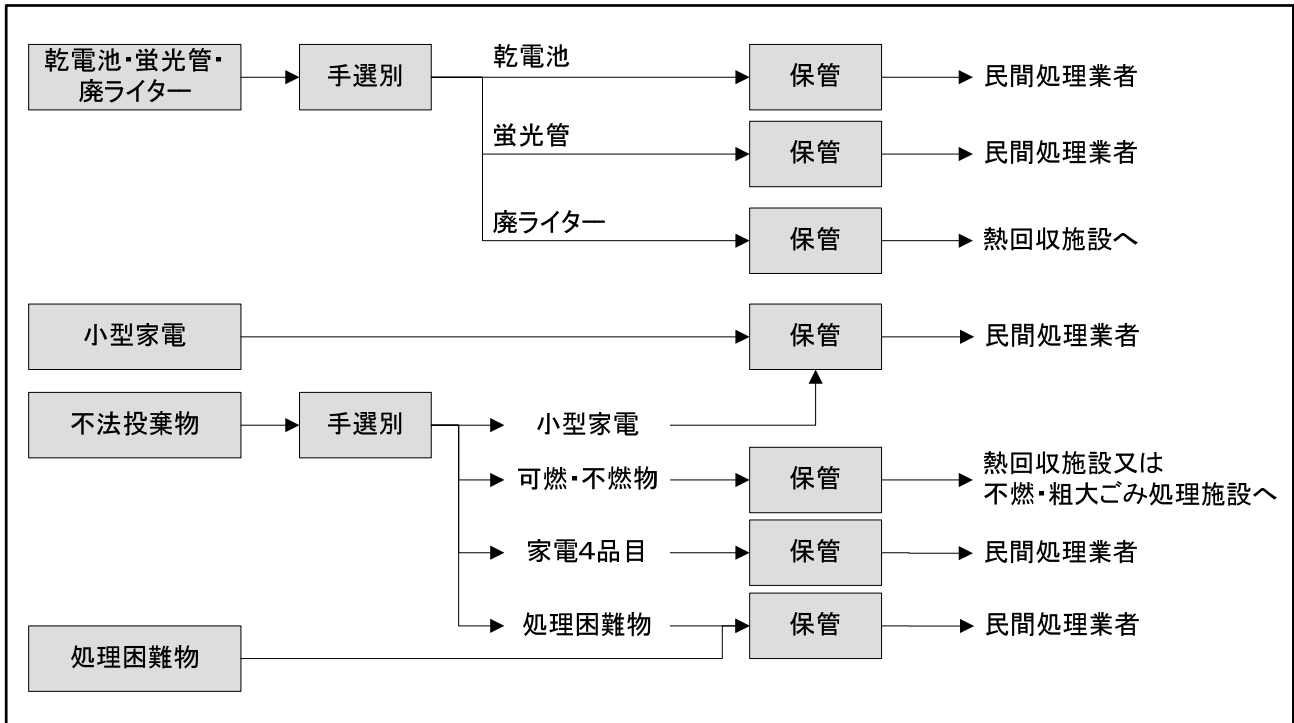 乾電池・蛍光管・
廃ライター
手選別
乾電池
保管
民間処理業者
蛍光管
保管
民間処理業者
廃ライター
保管
熱回収施設へ
小型家電
保管
民間処理業者
不法投棄物
手選別
小型家電
可燃・不燃物
保管
熱回収施設又は
不燃・粗大ごみ処理施設へ
家電4品目
保管
民間処理業者
処理困難物
保管
民間処理業者
処理困難物